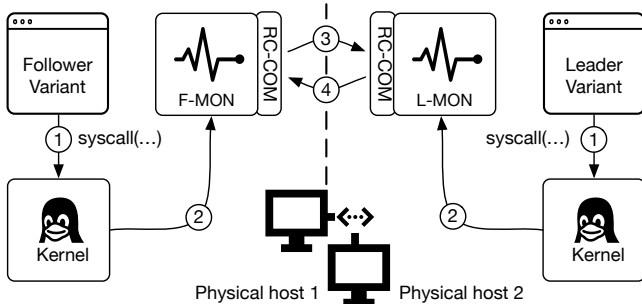 Follower
Variant
F-MON
RC-COM
3
4
RC-COM
L-MON
Leader
Variant
1
syscall(...)
syscall(...)
1
2
2
Kernel
Kernel
Physical host 1
Physical host 2